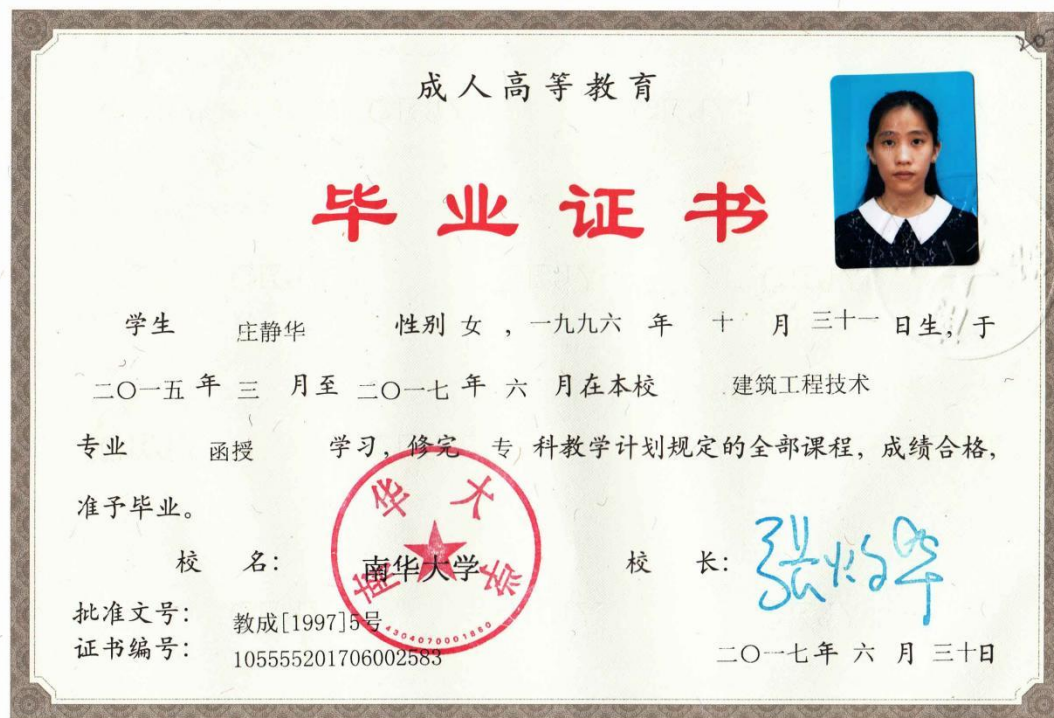 成人高等教育
毕业证书
学生 庄静华 性别 女 ，一九九六 年 十 月 三十一 日生，于
二〇一五 年 三 月至 二〇一七 年 六 月在本校 建筑工程技术
专业 函授 学习，修完 专 科教学计划规定的全部课程，成绩合格，
准予毕业。
华大
南华学
校 名： 南华大学 校 长：
批准文号： 教成[1997]5号
4304070001880
证书编号： 105555201706002583
二〇一七年 六 月 三十日